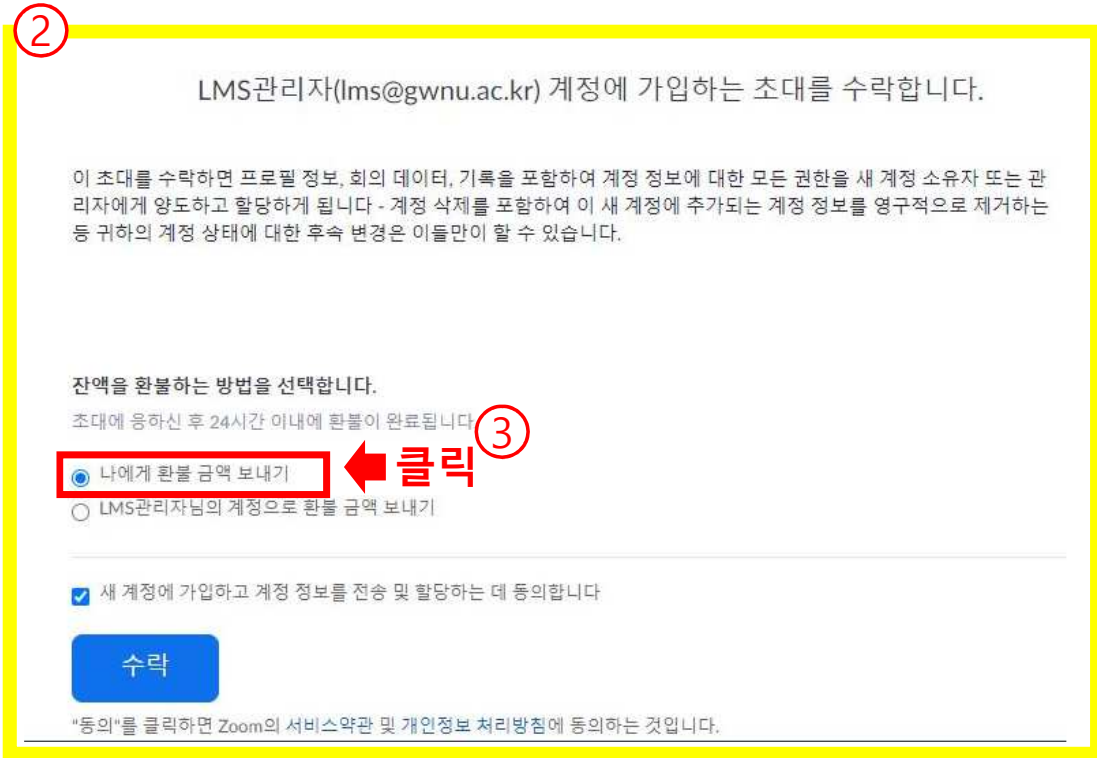 ②
LMS관리자(lms@gwnu.ac.kr) 계정에 가입하는 초대를 수락합니다.
이 초대를 수락하면 프로필 정보, 회의 데이터, 기록을 포함하여 계정 정보에 대한 모든 권한을 새 계정 소유자 또는 관
리자에게 양도하고 할당하게 됩니다 - 계정 삭제를 포함하여 이 새 계정에 추가되는 계정 정보를 영구적으로 제거하는
등 귀하의 계정 상태에 대한 후속 변경은 이들만이 할 수 있습니다.
잔액을 환불하는 방법을 선택합니다.
초대에 응하신 후 24시간 이내에 환불이 완료됩니다
③
나에게 환불 금액 보내기
클릭
LMS관리자님의 계정으로 환불 금액 보내기
새 계정에 가입하고 계정 정보를 전송 및 할당하는 데 동의합니다
수락
"동의"를 클릭하면 Zoom의 서비스약관 및 개인정보 처리방침에 동의하는 것입니다.